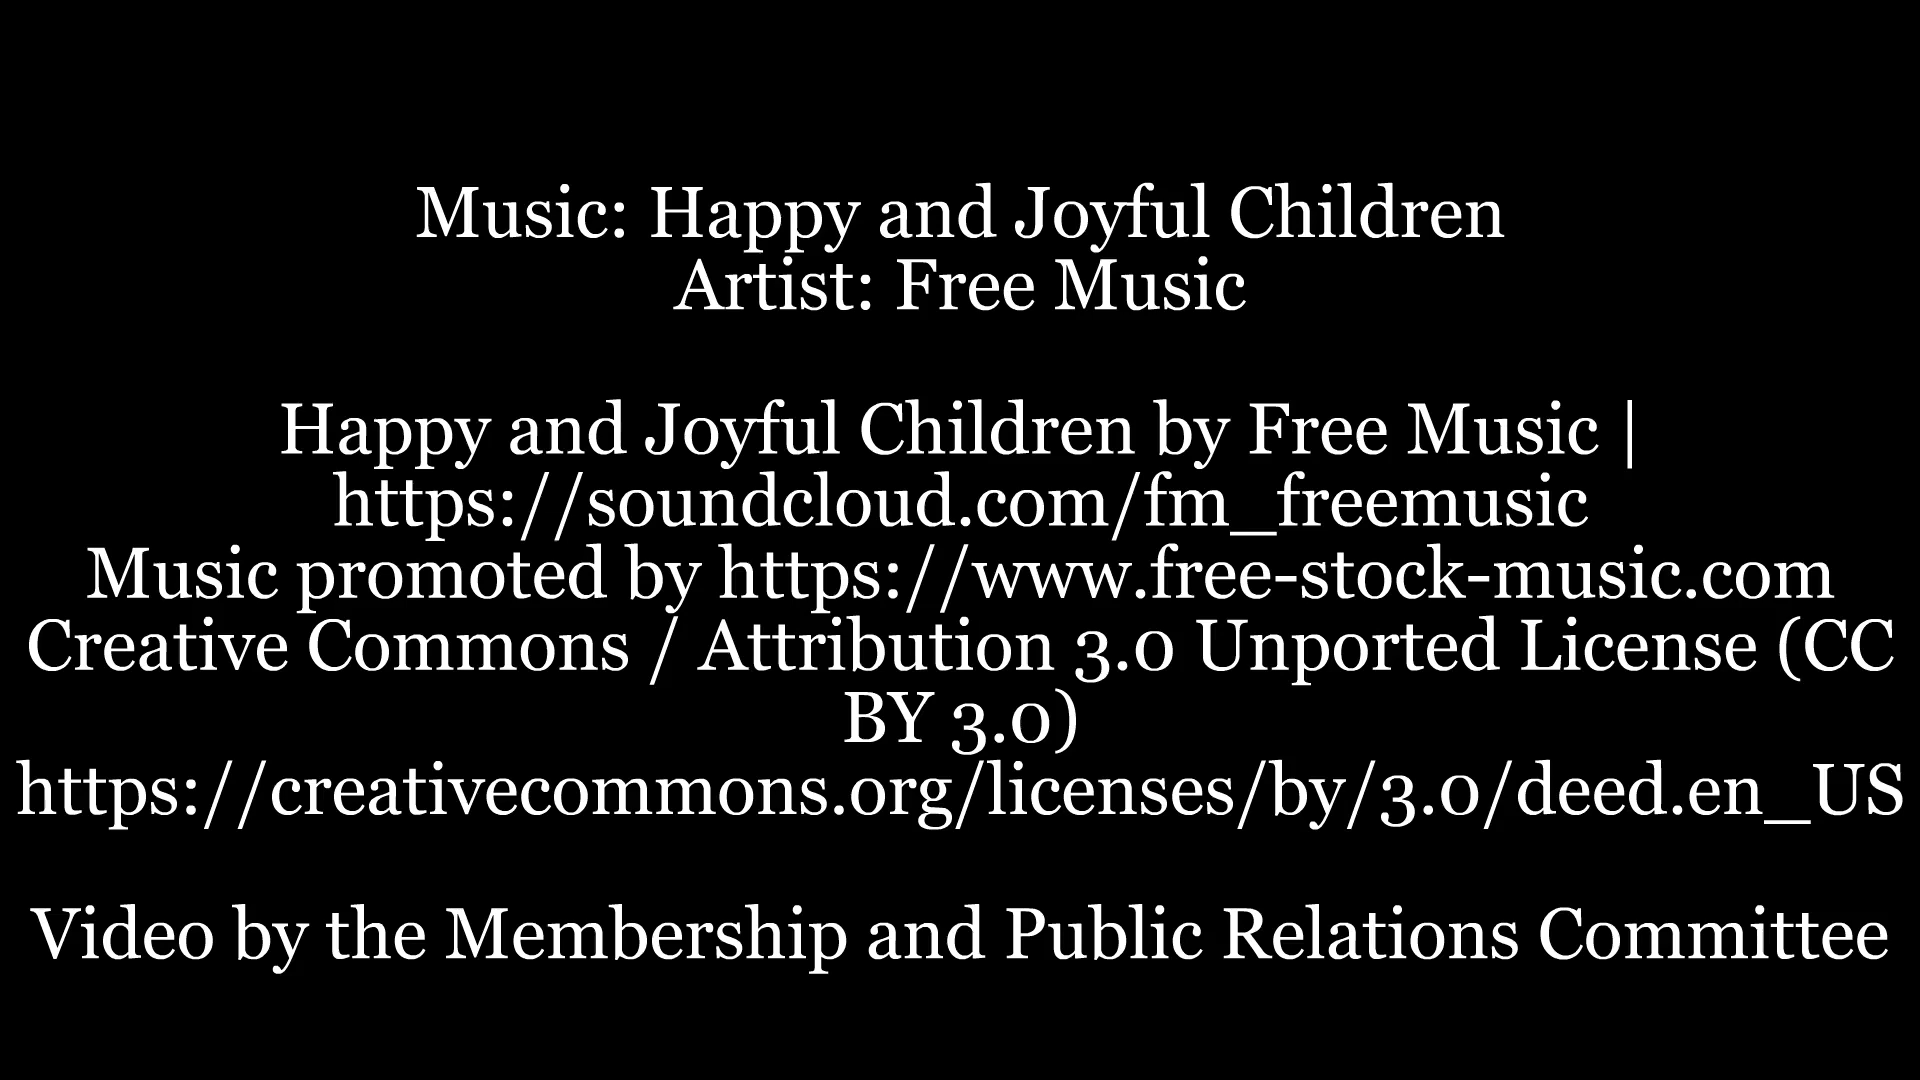 Music: Happy and Joyful Children
Artist: Free Music
Happy and Joyful Children by Free Music |
https://soundcloud.com/fm_freemusic
Music promoted by https://www.free-stock-music.com
Creative Commons / Attribution 3.0 Unported License (CC
BY 3.0)
https://creativecommons.org/licenses/by/3.0/deed.en_US
Video by the Membership and Public Relations Committee